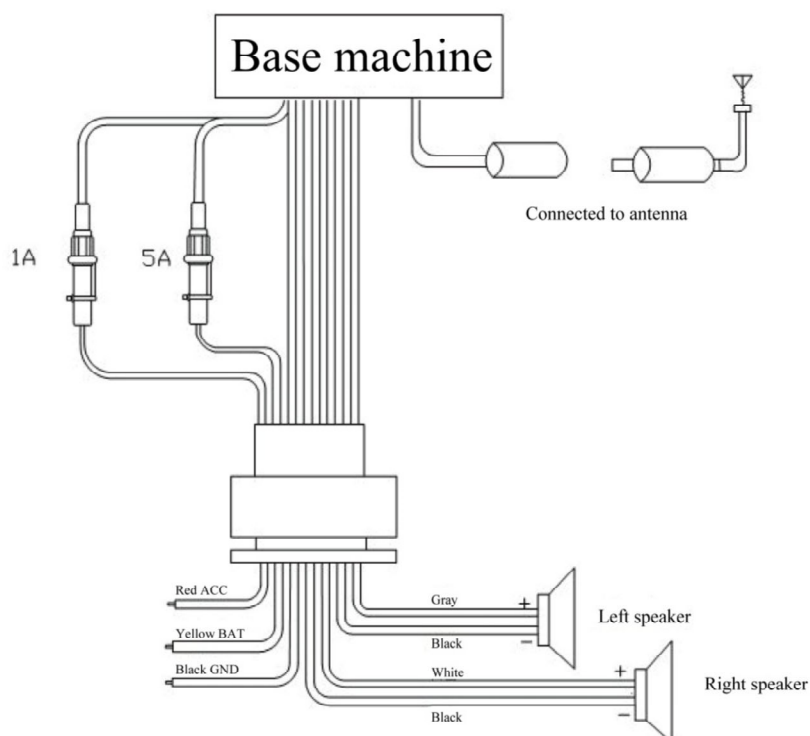 Base machine
Connected to antenna
1A
5A
Red ACC
Yellow BAT
Black GND
Gray
+
Left speaker
−
Black
White
+
Right speaker
−
Black